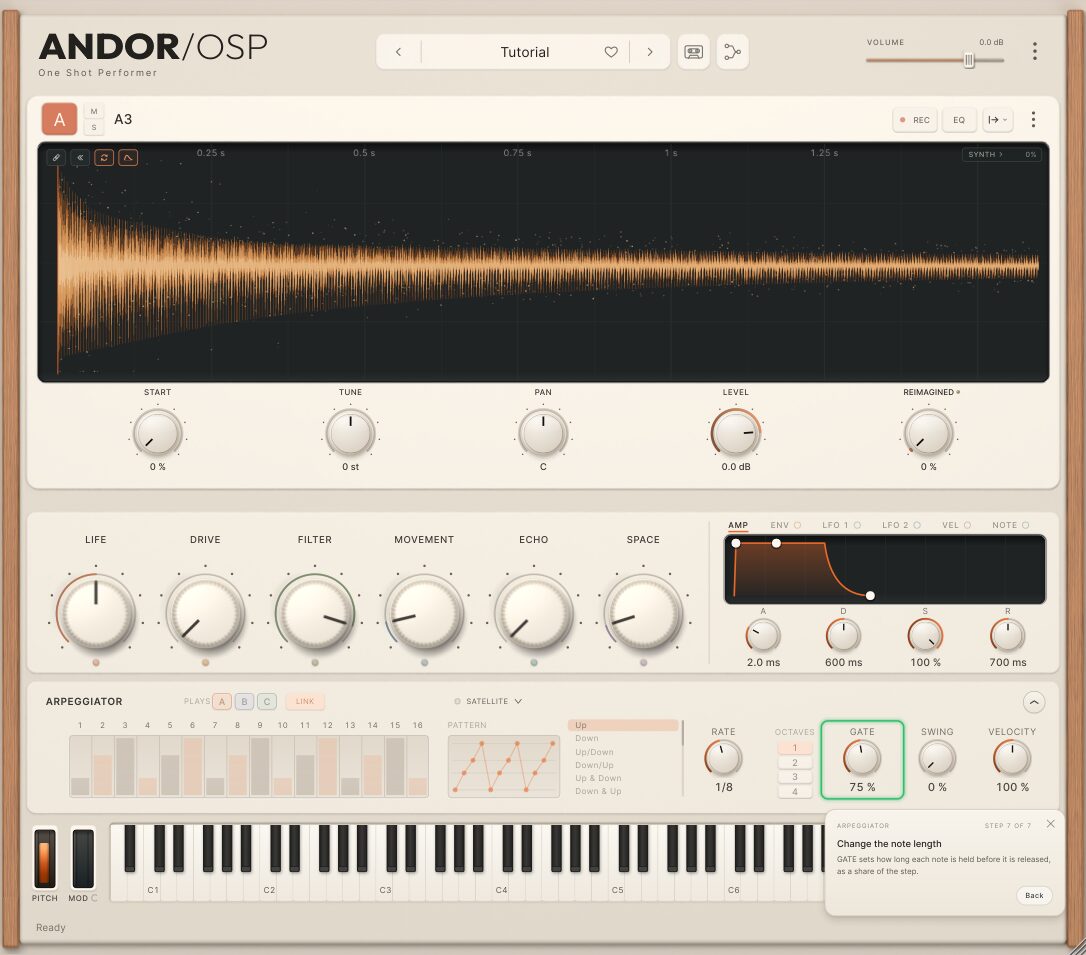 ANDOR/OSP
One Shot Performer
Tutorial
VOLUME 0.0 dB
A
M
S
A3
REC
EQ
0.25 s 0.5 s 0.75 s 1 s 1.25 s
SYNTH > 0%
START TUNE PAN LEVEL REIMAGINED
0 % 0 st C 0.0 dB 0 %
LIFE DRIVE FILTER MOVEMENT ECHO SPACE
AMP ENV LFO 1 LFO 2 VEL NOTE
A D S R
2.0 ms 600 ms 100 % 700 ms
ARPEGGIATOR
PLAYS A B C LINK
SATELLITE
1 2 3 4 5 6 7 8 9 10 11 12 13 14 15 16
PATTERN
Up
Down
Up/Down
Down/Up
Up & Down
Down & Up
RATE
1/8
OCTAVES
1
2
3
4
GATE
75 %
SWING
0 %
VELOCITY
100 %
PITCH MOD
C1 C2 C3 C4 C5 C6
ARPEGGIATOR STEP 7 OF 7
Change the note length
GATE sets how long each note is held before it is released,
as a share of the step.
Back
Ready